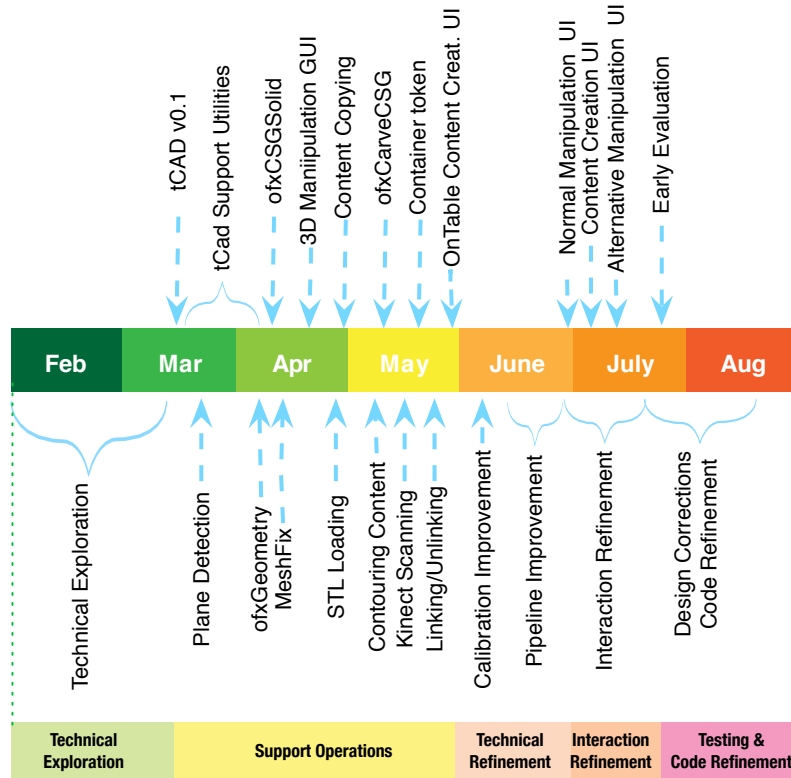 tCAD v0.1
tCad Support Utilities
ofxCSGSolid
3D Maniipulation GUI
Content Copying
ofxCarveCSG
Container token
OnTable Content Creat. UI
Normal Manipulation UI
Content Creation UI
Alternative Manipulation UI
Early Evaluation
Feb
Mar
Apr
May
June
July
Aug
Technical Exploration
Plane Detection
ofxGeometry
MeshFix
STL Loading
Contouring Content
Kinect Scanning
Linking/Unlinking
Calibration Improvement
Pipeline Improvement
Interaction Refinement
Design Corrections
Code Refinement
Technical
Exploration
Support Operations
Technical
Refinement
Interaction
Refinement
Testing &
Code Refinement